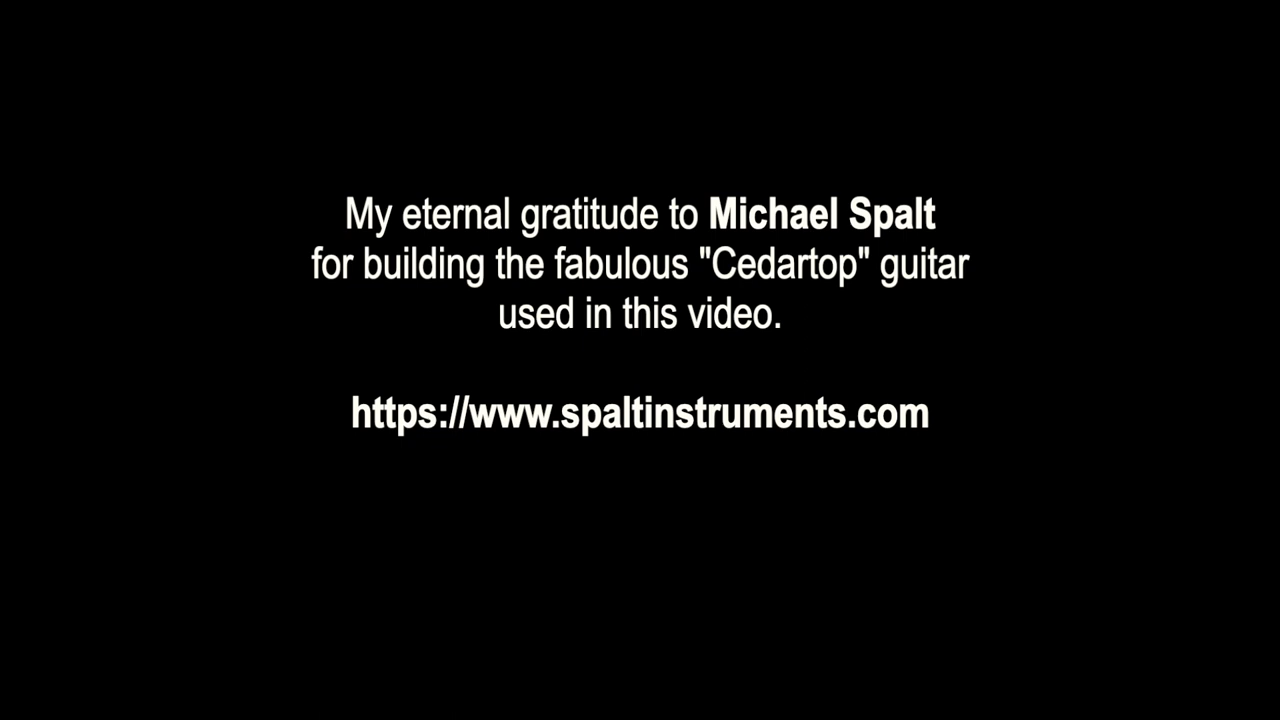 My eternal gratitude to Michael Spalt
for building the fabulous "Cedartop" guitar
used in this video.
https://www.spaltinstruments.com